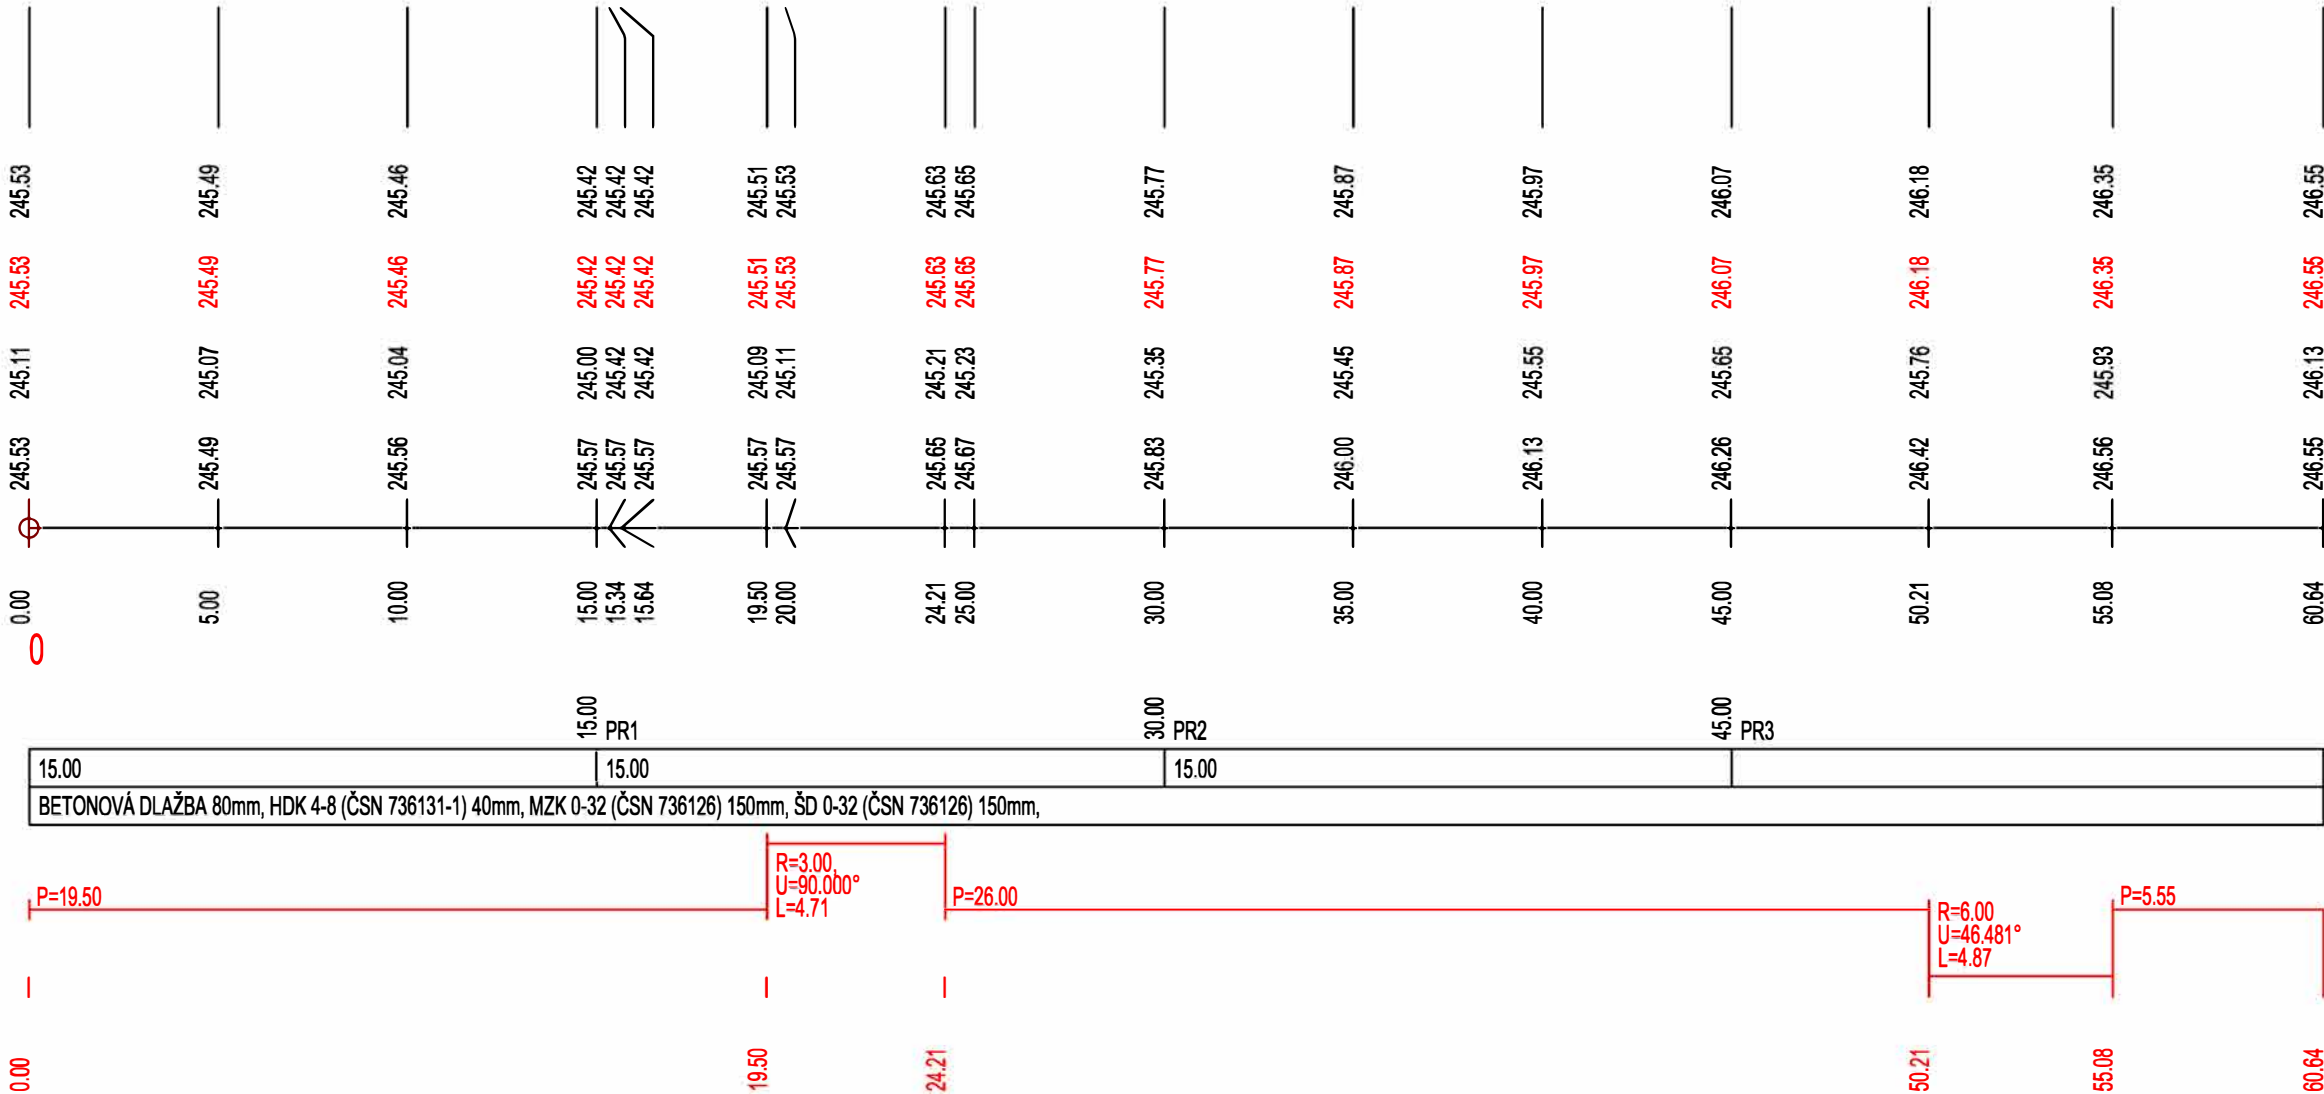 245.53 245.49 245.46 245.42 245.42 245.42 245.51 245.53 245.63 245.65 245.77 245.87 245.97 246.07 246.18 246.35 246.55
245.53 245.49 245.46 245.42 245.42 245.42 245.51 245.53 245.63 245.65 245.77 245.87 245.97 246.07 246.18 246.35 246.55
245.11 245.07 245.04 245.00 245.42 245.42 245.09 245.11 245.21 245.23 245.35 245.45 245.55 245.65 245.76 245.93 246.13
245.53 245.49 245.56 245.57 245.57 245.57 245.57 245.57 245.65 245.67 245.83 246.00 246.13 246.26 246.42 246.56 246.55
0.00 5.00 10.00 15.00 15.34 15.64 19.50 20.00 24.21 25.00 30.00 35.00 40.00 45.00 50.21 55.08 60.64
0
15.00 PR1 30.00 PR2 45.00 PR3
15.00 15.00 15.00
BETONOVÁ DLAŽBA 80mm, HDK 4-8 (ČSN 736131-1) 40mm, MZK 0-32 (ČSN 736126) 150mm, ŠD 0-32 (ČSN 736126) 150mm,
P=19.50
R=3.00,
U=90.000°
L=4.71
P=26.00
R=6.00
U=46.481°
L=4.87
P=5.55
0.00 19.50 24.21 50.21 55.08 60.64